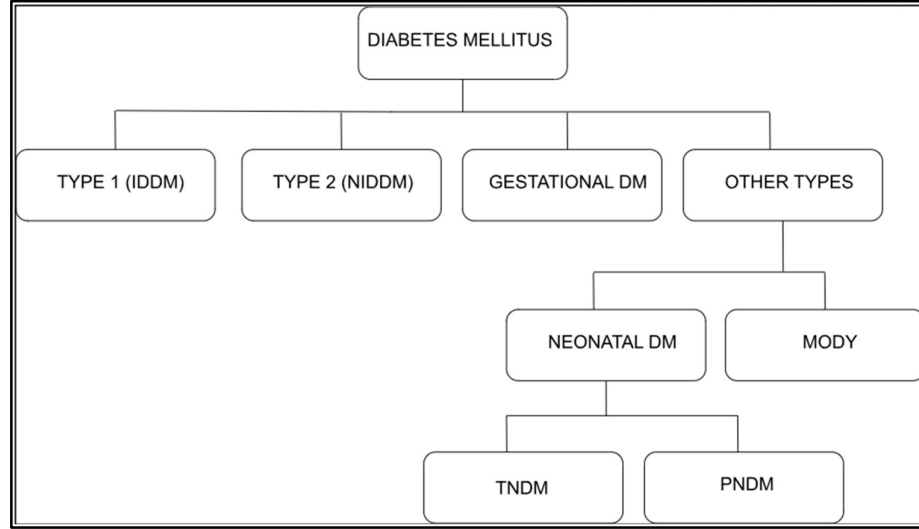 DIABETES MELLITUS
TYPE 1 (IDDM)
TYPE 2 (NIDDM)
GESTATIONAL DM
OTHER TYPES
NEONATAL DM
MODY
TNDM
PNDM